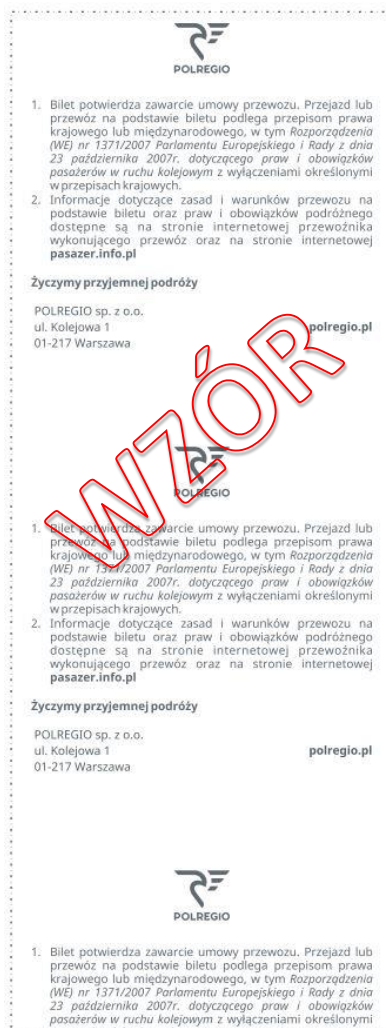 POLREGIO
1. Bilet potwierdza zawarcie umowy przewozu. Przejazd lub
przewóz na podstawie biletu podlega przepisom prawa
krajowego lub międzynarodowego, w tym Rozporządzenia
(WE) nr 1371/2007 Parlamentu Europejskiego i Rady z dnia
23 października 2007r. dotyczącego praw i obowiązków
pasażerów w ruchu kolejowym z wyłączeniami określonymi
w przepisach krajowych.
2. Informacje dotyczące zasad i warunków przewozu na
podstawie biletu oraz praw i obowiązków podróżnego
dostępne są na stronie internetowej przewoźnika
wykonującego przewóz oraz na stronie internetowej
pasazer.info.pl
Życzymy przyjemnej podróży
POLREGIO sp. z o.o.
ul. Kolejowa 1 polregio.pl
01-217 Warszawa
WZÓR
POLREGIO
1. Bilet potwierdza zawarcie umowy przewozu. Przejazd lub
przewóz na podstawie biletu podlega przepisom prawa
krajowego lub międzynarodowego, w tym Rozporządzenia
(WE) nr 1371/2007 Parlamentu Europejskiego i Rady z dnia
23 października 2007r. dotyczącego praw i obowiązków
pasażerów w ruchu kolejowym z wyłączeniami określonymi
w przepisach krajowych.
2. Informacje dotyczące zasad i warunków przewozu na
podstawie biletu oraz praw i obowiązków podróżnego
dostępne są na stronie internetowej przewoźnika
wykonującego przewóz oraz na stronie internetowej
pasazer.info.pl
Życzymy przyjemnej podróży
POLREGIO sp. z o.o.
ul. Kolejowa 1 polregio.pl
01-217 Warszawa
POLREGIO
1. Bilet potwierdza zawarcie umowy przewozu. Przejazd lub
przewóz na podstawie biletu podlega przepisom prawa
krajowego lub międzynarodowego, w tym Rozporządzenia
(WE) nr 1371/2007 Parlamentu Europejskiego i Rady z dnia
23 października 2007r. dotyczącego praw i obowiązków
pasażerów w ruchu kolejowym z wyłączeniami określonymi